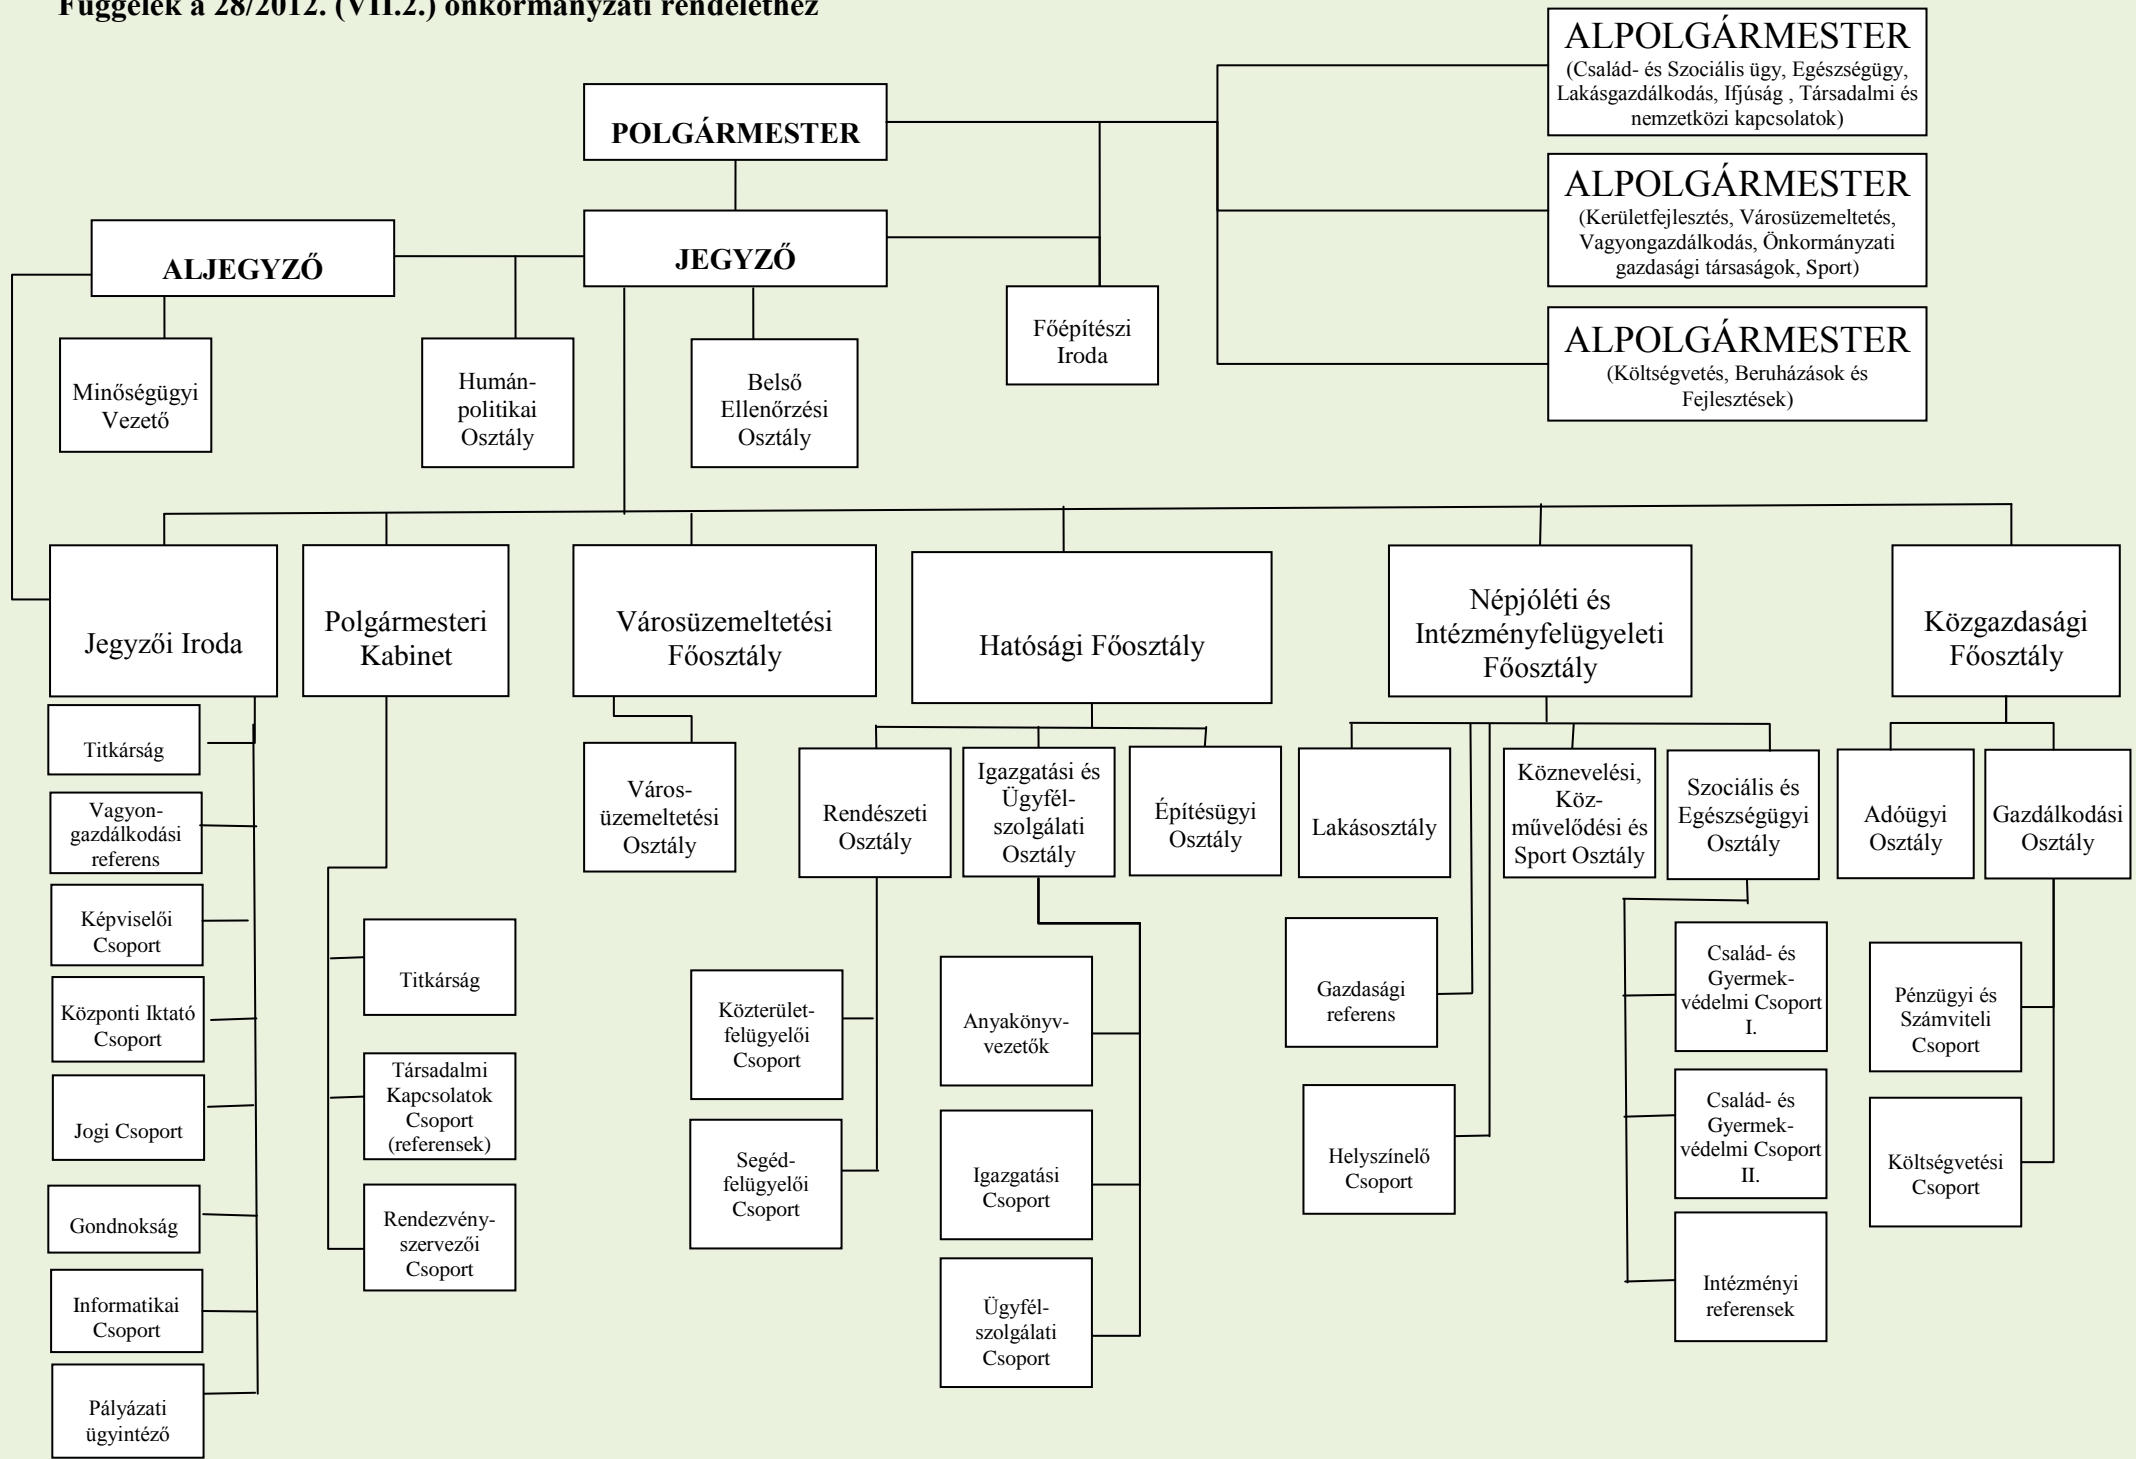 Függelék a 28/2012. (VII.2.) önkormányzati rendelethez
POLGÁRMESTER
ALPOLGÁRMESTER
(Család- és Szociális ügy, Egészségügy,
Lakásgazdálkodás, Ifjúság , Társadalmi és
nemzetközi kapcsolatok)
ALPOLGÁRMESTER
(Kerületfejlesztés, Városüzemeltetés,
Vagyongazdálkodás, Önkormányzati
gazdasági társaságok, Sport)
ALPOLGÁRMESTER
(Költségvetés, Beruházások és
Fejlesztések)
ALJEGYZŐ
JEGYZŐ
Minőségügyi
Vezető
Humán-
politikai
Osztály
Belső
Ellenőrzési
Osztály
Főépítészi
Iroda
Jegyzői Iroda
Polgármesteri
Kabinet
Városüzemeltetési
Főosztály
Hatósági Főosztály
Népjóléti és
Intézményfelügyeleti
Főosztály
Közgazdasági
Főosztály
Titkárság
Vagyon-
gazdálkodási
referens
Képviselői
Csoport
Központi Iktató
Csoport
Jogi Csoport
Gondnokság
Informatikai
Csoport
Pályázati
ügyintéző
Titkárság
Társadalmi
Kapcsolatok
Csoport
(referensek)
Rendezvény-
szervezői
Csoport
Város-
üzemeltetési
Osztály
Rendészeti
Osztály
Igazgatási és
Ügyfél-
szolgálati
Osztály
Építésügyi
Osztály
Közterület-
felügyelői
Csoport
Segéd-
felügyelői
Csoport
Anyakönyv-
vezetők
Igazgatási
Csoport
Ügyfél-
szolgálati
Csoport
Lakásosztály
Köznevelési,
Köz-
művelődési és
Sport Osztály
Szociális és
Egészségügyi
Osztály
Gazdasági
referens
Helyszínelő
Csoport
Család- és
Gyermek-
védelmi Csoport
I.
Család- és
Gyermek-
védelmi Csoport
II.
Intézményi
referensek
Adóügyi
Osztály
Gazdálkodási
Osztály
Pénzügyi és
Számviteli
Csoport
Költségvetési
Csoport